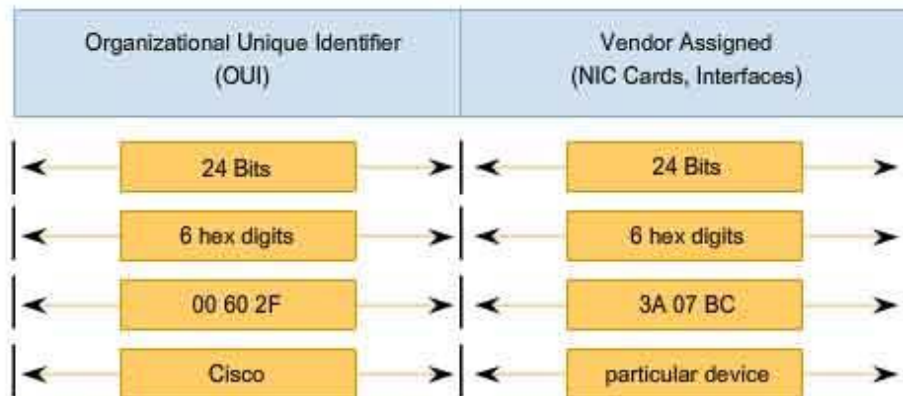 Organizational Unique Identifier
(OUI)
Vendor Assigned
(NIC Cards, Interfaces)
24 Bits
24 Bits
6 hex digits
6 hex digits
00 60 2F
3A 07 BC
Cisco
particular device